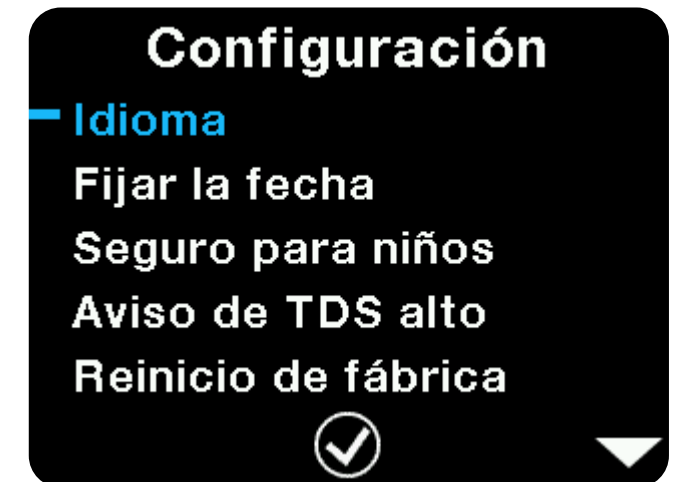 Configuración
Idioma
Fijar la fecha
Seguro para niños
Aviso de TDS alto
Reinicio de fábrica